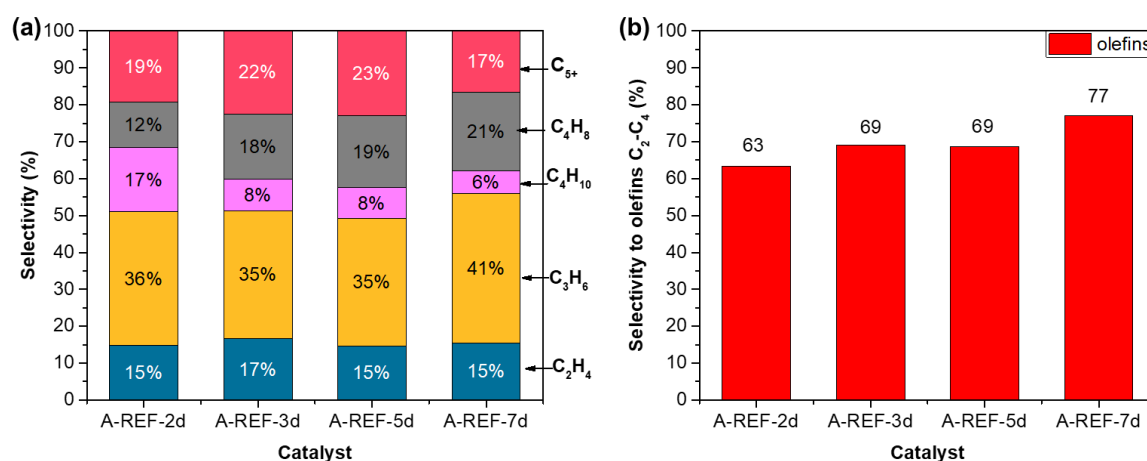 (a)
Selectivity (%)
100
90
80
70
60
50
40
30
20
10
0
19%
22%
23%
17%
12%
18%
19%
21%
17%
8%
8%
6%
36%
35%
35%
41%
15%
17%
15%
15%
C5+
C4H8
C4H10
C3H6
C2H4
A-REF-2d
A-REF-3d
A-REF-5d
A-REF-7d
Catalyst
(b)
olefins
Selectivity to olefins C2-C4 (%)
100
90
80
70
60
50
40
30
20
10
0
63
69
69
77
A-REF-2d
A-REF-3d
A-REF-5d
A-REF-7d
Catalyst